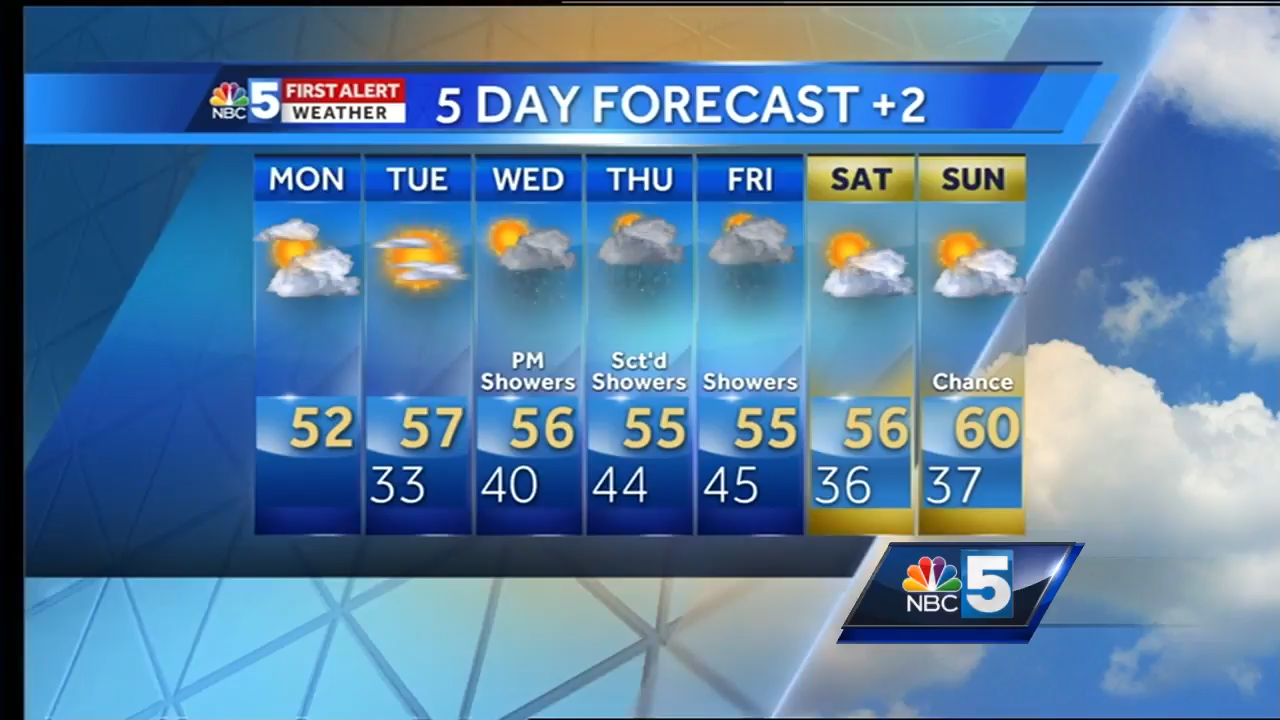 NBC 5 FIRST ALERT WEATHER
5 DAY FORECAST +2
MON TUE WED THU FRI SAT SUN
PM Showers
Sct'd Showers
Showers
Chance
52 57 56 55 55 56 60
33 40 44 45 36 37
NBC 5